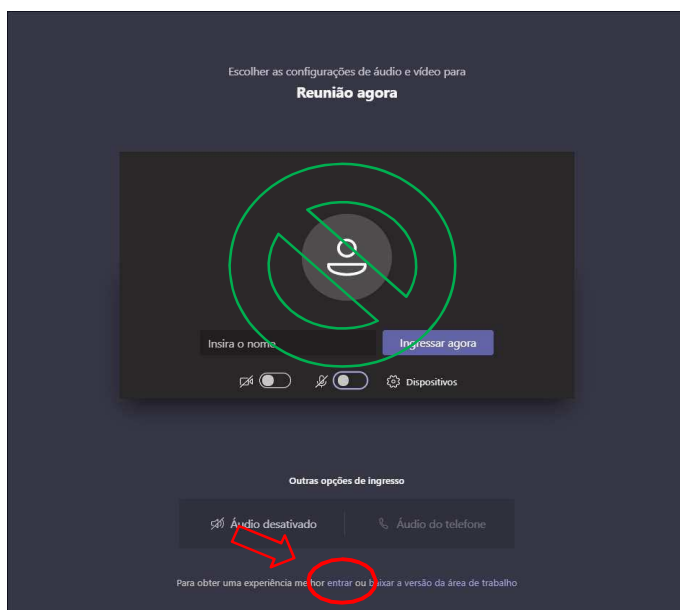 Escolher as configurações de áudio e vídeo para
Reunião agora
Insira o nome
Ingressar agora
Dispositivos
Outras opções de ingresso
Áudio desativado
Áudio do telefone
Para obter uma experiência melhor entrar ou baixar a versão da área de trabalho